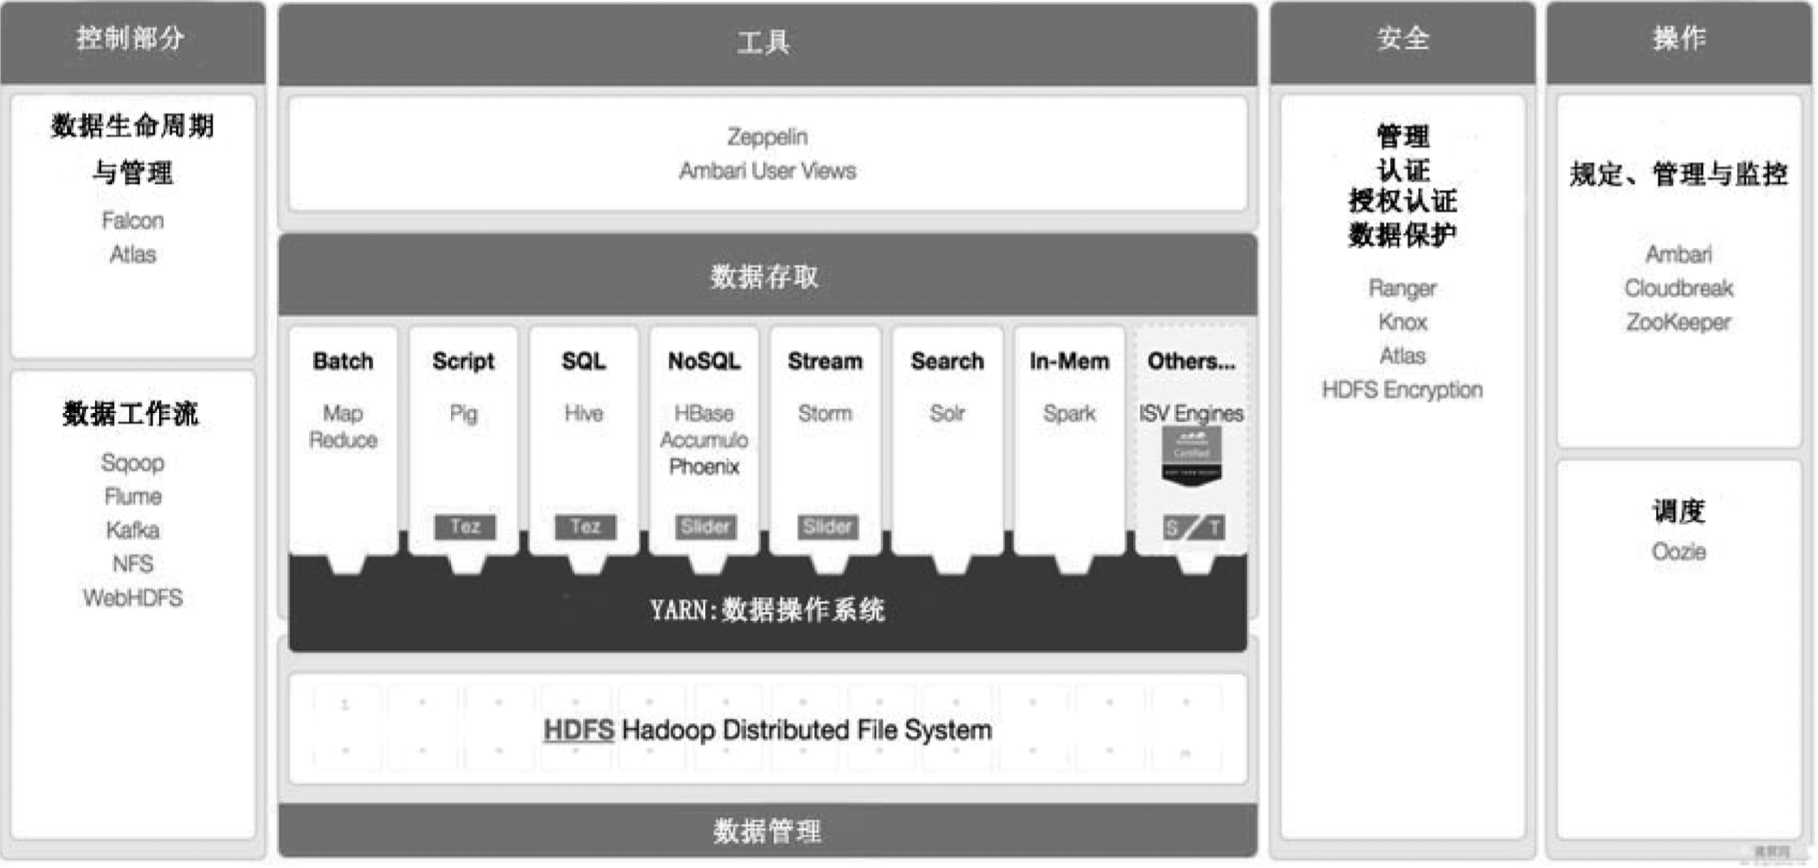 控制部分
数据生命周期
与管理
Falcon
Atlas
数据工作流
Sqoop
Flume
Kafka
NFS
WebHDFS
工具
Zeppelin
Ambari User Views
数据存取
Batch
Map
Reduce
Script
Pig
Tez
SQL
Hive
Tez
NoSQL
HBase
Accumulo
Phoenix
Slider
Stream
Storm
Slider
Search
Solr
In-Mem
Spark
Others...
ISV Engines
Certified
S/T
YARN:数据操作系统
HDFS Hadoop Distributed File System
数据管理
安全
管理
认证
授权认证
数据保护
Ranger
Knox
Atlas
HDFS Encryption
操作
规定、管理与监控
Ambari
Cloudbreak
ZooKeeper
调度
Oozie